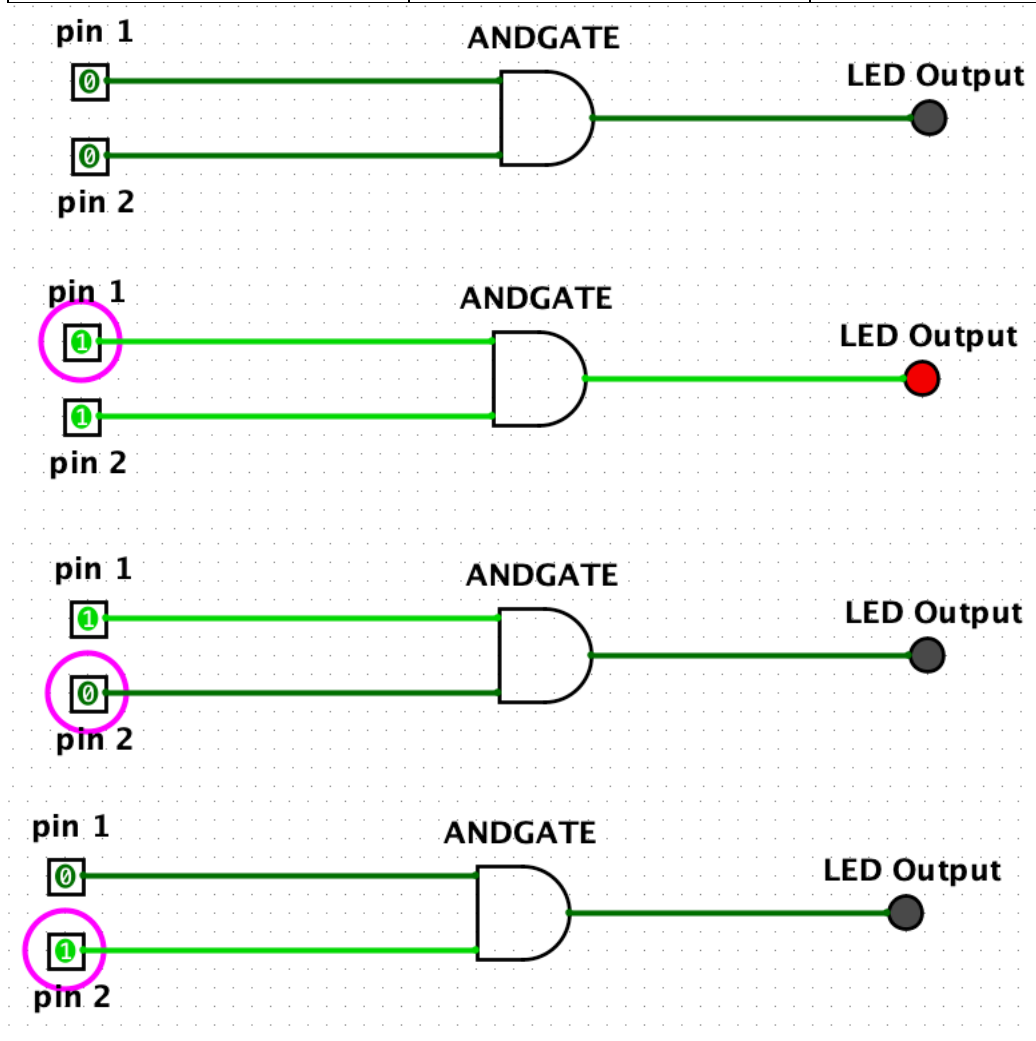 pin 1
ANDGATE
LED Output
0
0
pin 2
pin 1
ANDGATE
LED Output
1
1
pin 2
pin 1
ANDGATE
LED Output
1
0
pin 2
pin 1
ANDGATE
LED Output
0
1
pin 2